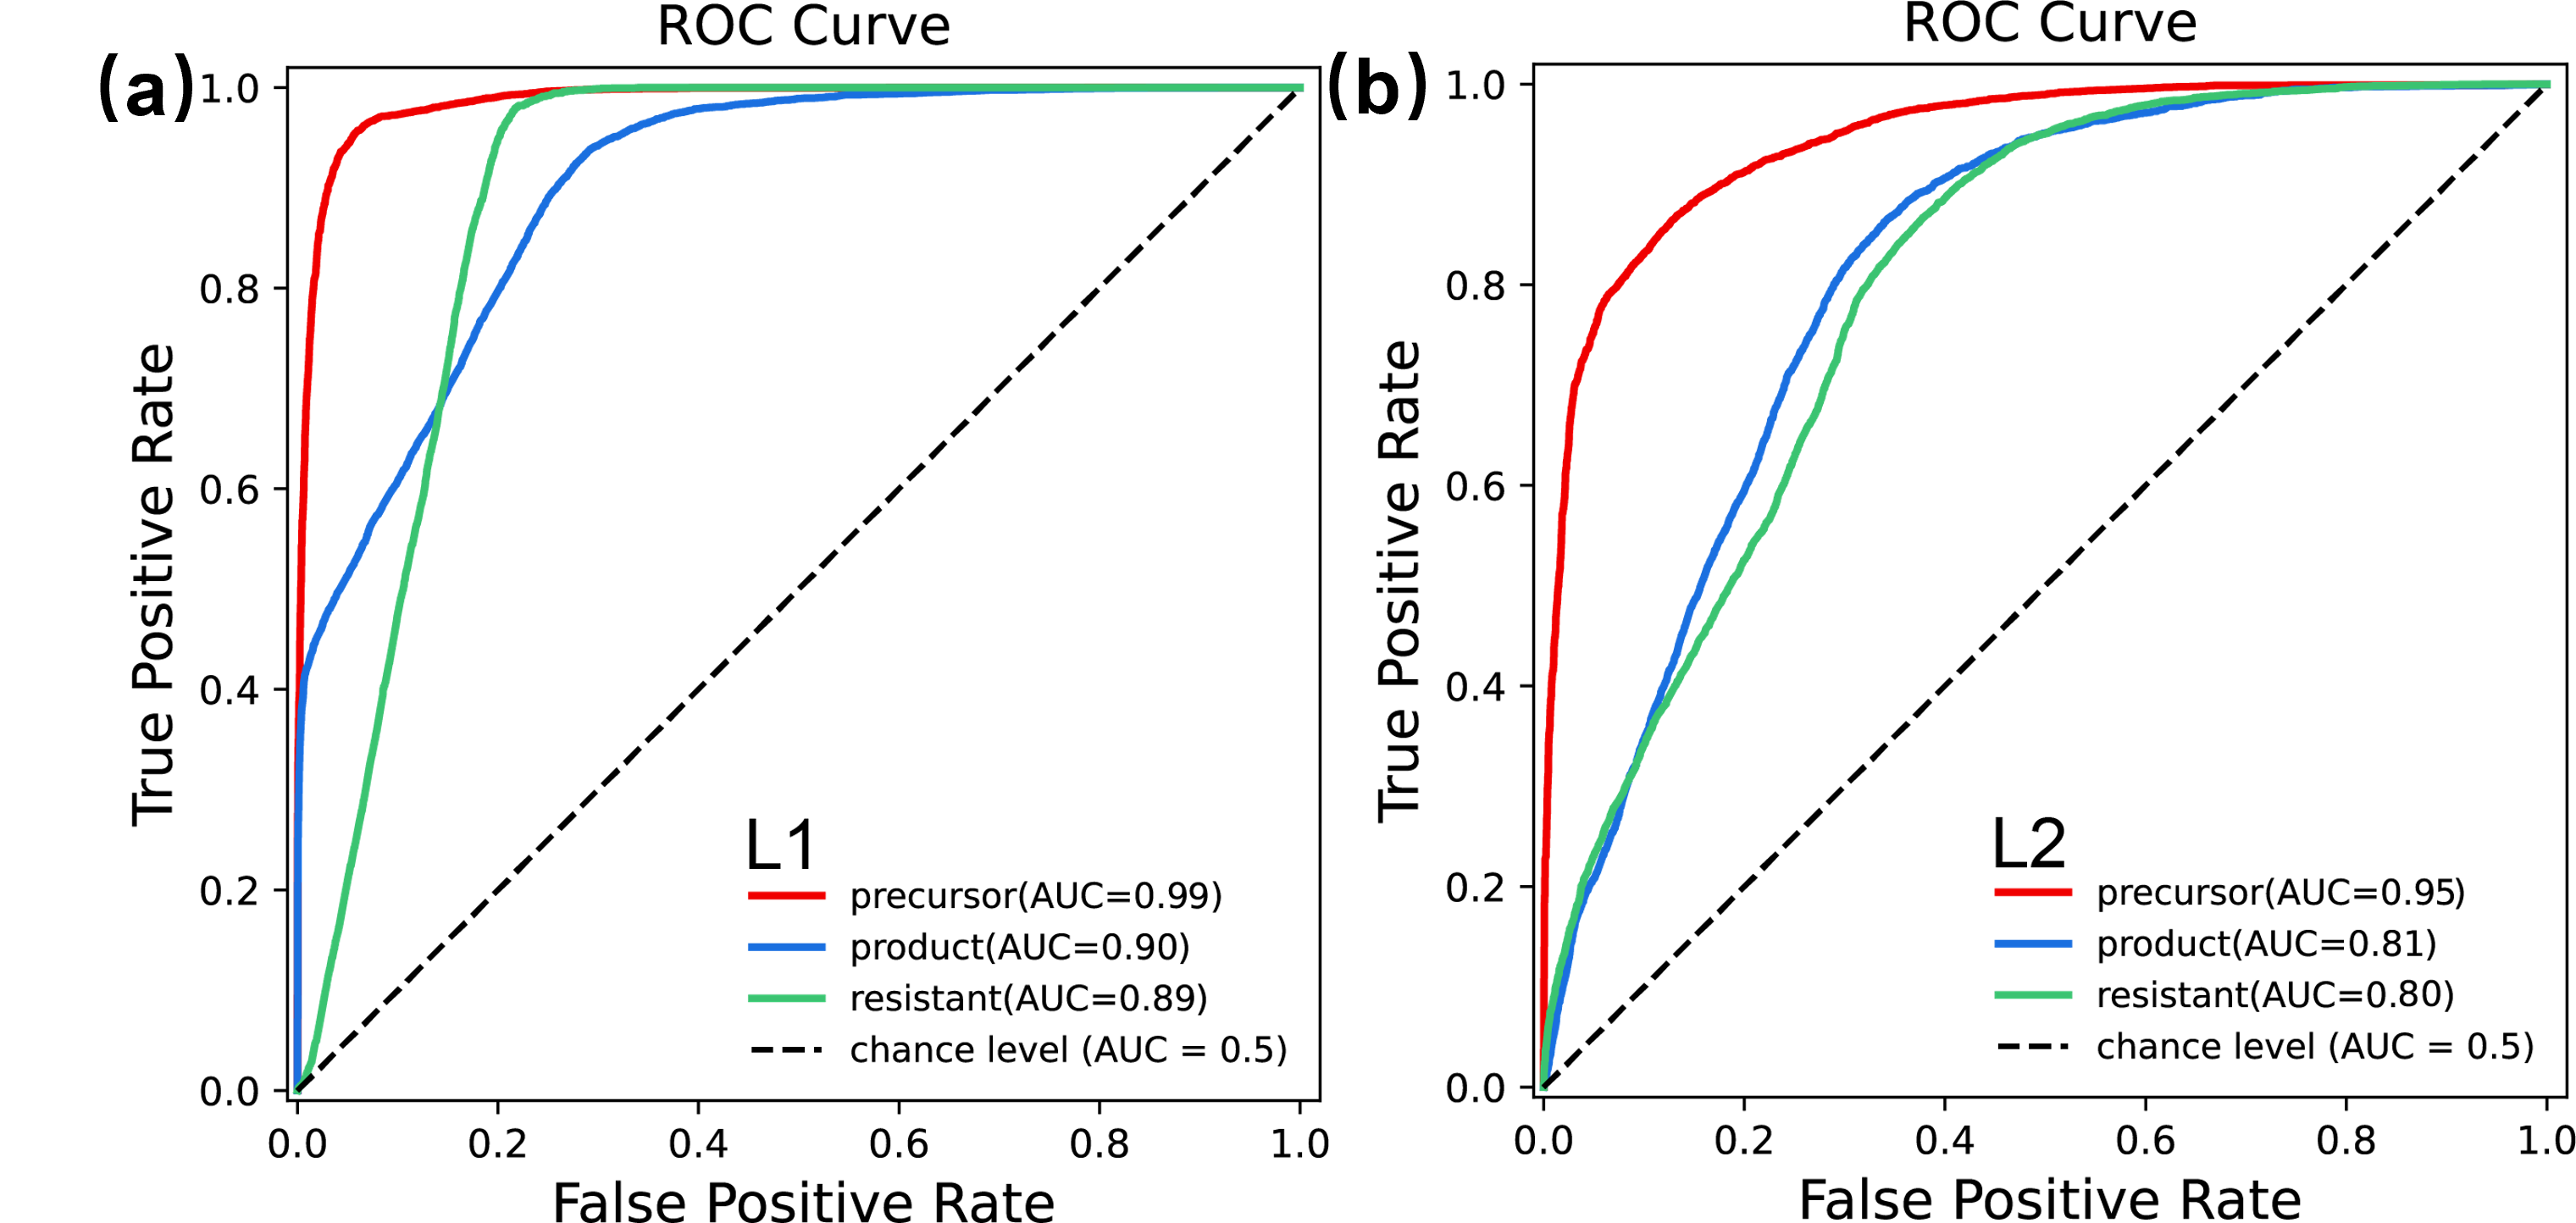 (a)
ROC Curve
True Positive Rate
1.0
0.8
0.6
0.4
0.2
0.0
L1
precursor(AUC=0.99)
product(AUC=0.90)
resistant(AUC=0.89)
chance level (AUC = 0.5)
0.0 0.2 0.4 0.6 0.8 1.0
False Positive Rate
(b)
ROC Curve
True Positive Rate
1.0
0.8
0.6
0.4
0.2
0.0
L2
precursor(AUC=0.95)
product(AUC=0.81)
resistant(AUC=0.80)
chance level (AUC = 0.5)
0.0 0.2 0.4 0.6 0.8 1.0
False Positive Rate